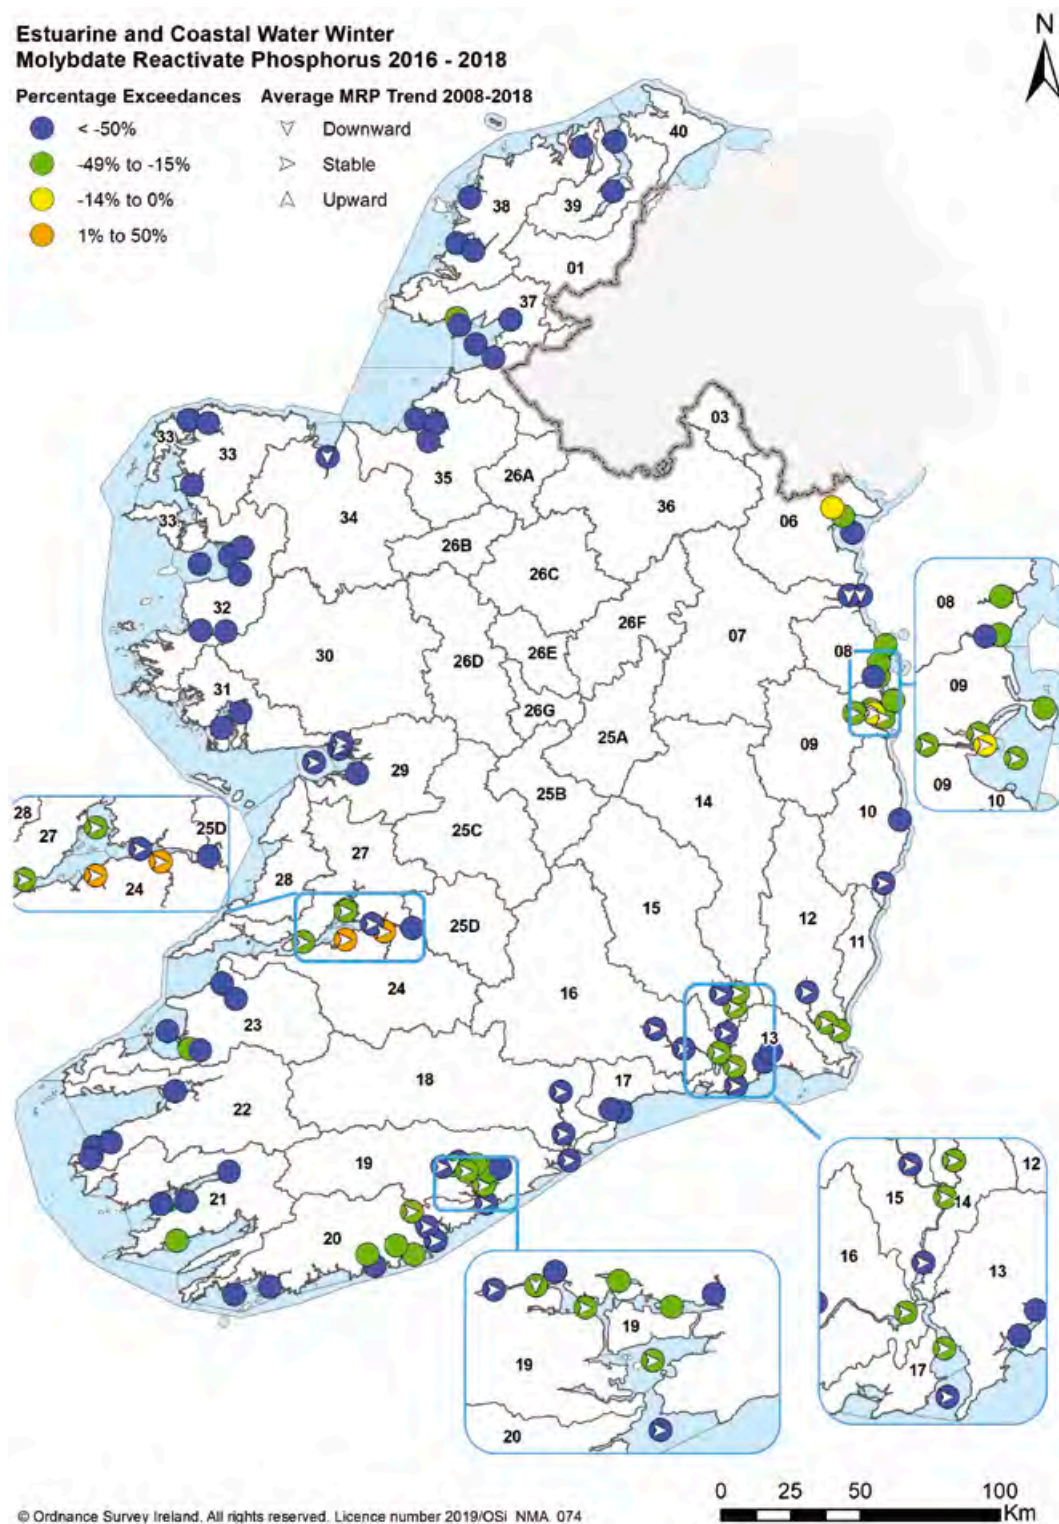 Estuarine and Coastal Water Winter
Molybdate Reactivate Phosphorus 2016 - 2018
N
Percentage Exceedances
< -50%
-49% to -15%
-14% to 0%
1% to 50%
Average MRP Trend 2008-2018
Downward
Stable
Upward
40
38
39
01
37
03
33
33
33
34
35
26A
36
06
26B
26C
32
26F
07
30
26D
26E
08
31
26G
25A
09
29
25B
14
10
25C
27
28
15
12
11
25D
24
16
23
13
18
17
22
19
21
20
08
09
09
10
28
27
25D
24
15
14
12
16
13
17
19
19
20
0 25 50 100
Km
© Ordnance Survey Ireland. All rights reserved. Licence number 2019/OSi NMA 074